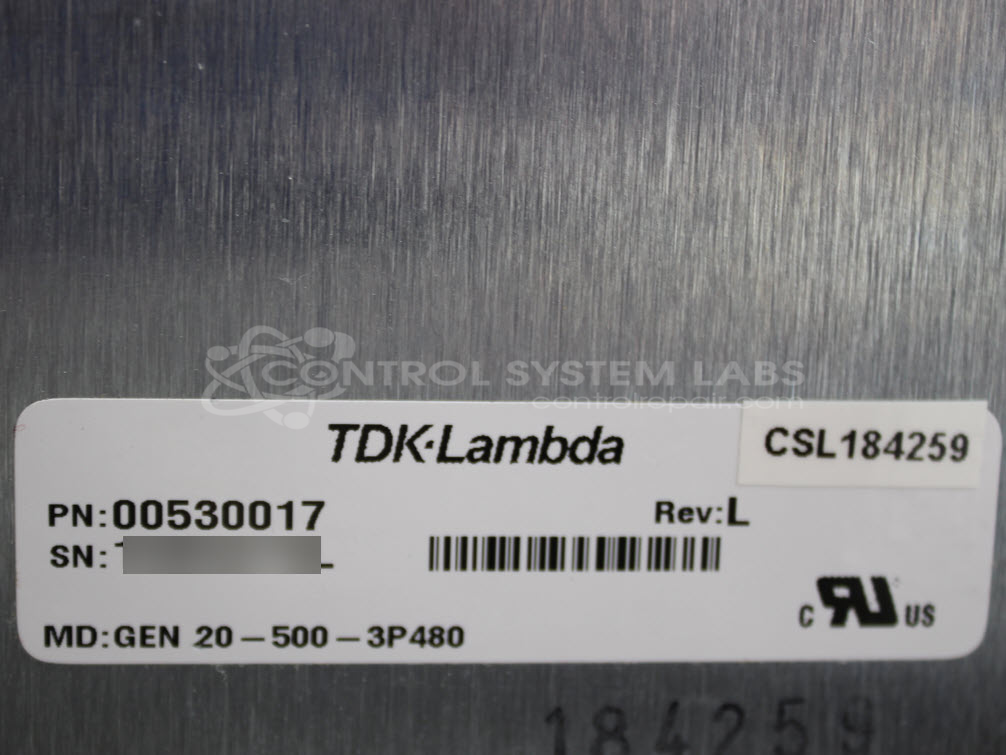 CONTROL SYSTEM LABS
controlrepair.com
TDK·Lambda
CSL184259
PN:00530017
Rev:L
SN:
MD:GEN 20-500-3P480
C RU US
184259